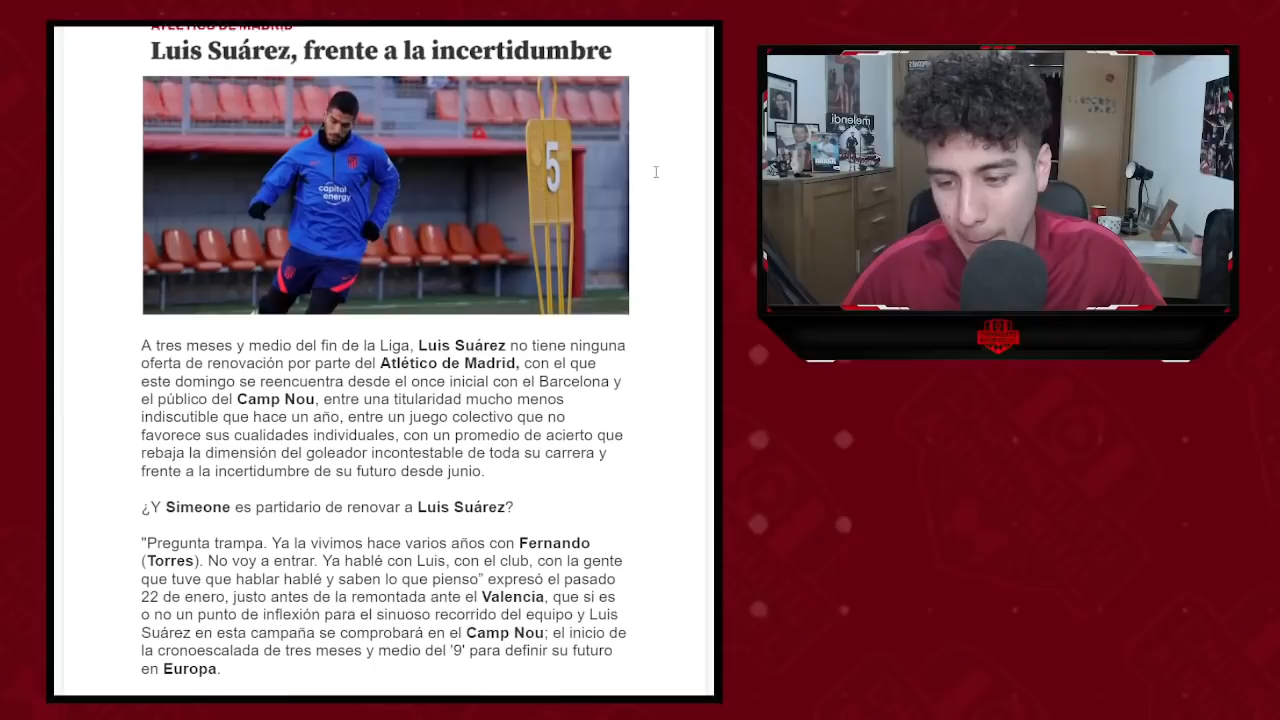 ATLÉTICO DE MADRID
Luis Suárez, frente a la incertidumbre
5
capital
energy
A tres meses y medio del fin de la Liga, Luis Suárez no tiene ninguna
oferta de renovación por parte del Atlético de Madrid, con el que
este domingo se reencuentra desde el once inicial con el Barcelona y
el público del Camp Nou, entre una titularidad mucho menos
indiscutible que hace un año, entre un juego colectivo que no
favorece sus cualidades individuales, con un promedio de acierto que
rebaja la dimensión del goleador incontestable de toda su carrera y
frente a la incertidumbre de su futuro desde junio.
¿Y Simeone es partidario de renovar a Luis Suárez?
"Pregunta trampa. Ya la vivimos hace varios años con Fernando
(Torres). No voy a entrar. Ya hablé con Luis, con el club, con la gente
que tuve que hablar hablé y saben lo que pienso” expresó el pasado
22 de enero, justo antes de la remontada ante el Valencia, que si es
o no un punto de inflexión para el sinuoso recorrido del equipo y Luis
Suárez en esta campaña se comprobará en el Camp Nou; el inicio de
la cronoescalada de tres meses y medio del '9' para definir su futuro
en Europa.
melendi